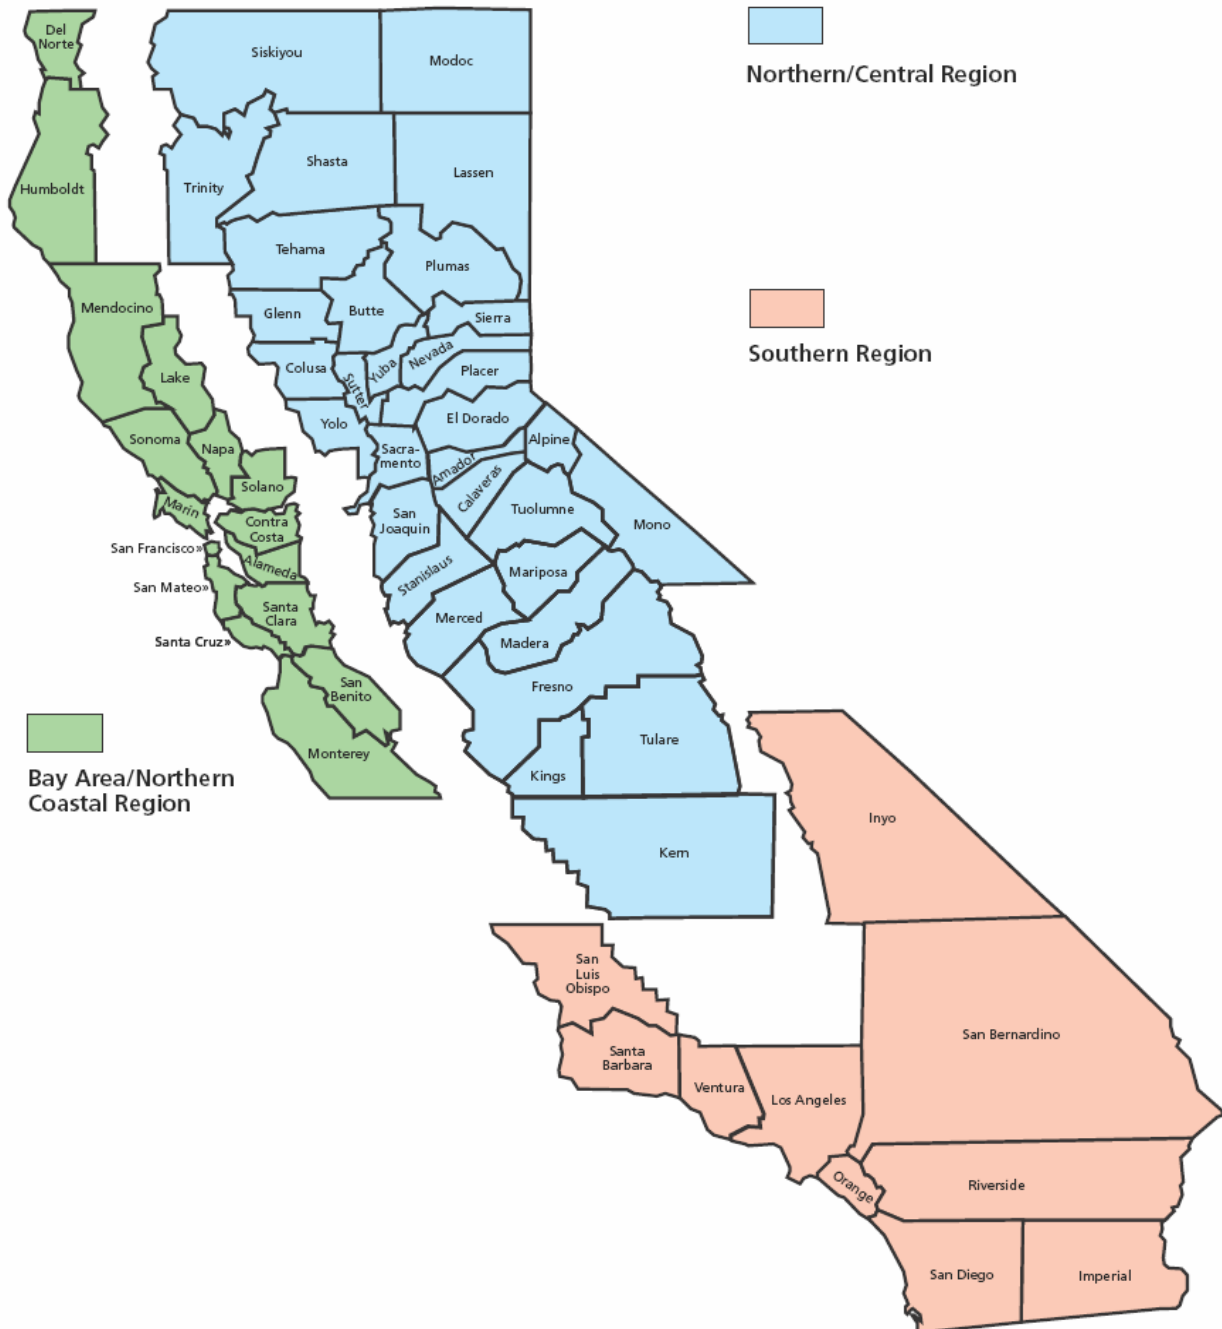 Del
Norte
Siskiyou
Modoc
Northern/Central Region
Humboldt
Trinity
Shasta
Lassen
Tehama
Plumas
Mendocino
Glenn
Butte
Sierra
Southern Region
Lake
Colusa
Sutter
Yuba
Nevada
Placer
Sonoma
Napa
Yolo
El Dorado
Sacra-
mento
Amador
Alpine
Solano
Calaveras
Marin
Contra
Costa
San
Joaquin
Tuolumne
Mono
San Francisco»
Alameda
San Mateo»
Stanislaus
Mariposa
Santa
Clara
Merced
Santa Cruz»
Madera
San
Benito
Fresno
Monterey
Tulare
Kings
Bay Area/Northern
Coastal Region
Inyo
Kern
San
Luis
Obispo
San Bernardino
Santa
Barbara
Ventura
Los Angeles
Orange
Riverside
San Diego
Imperial